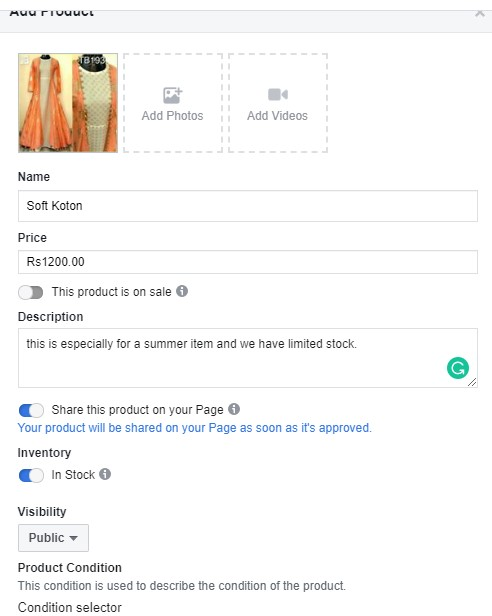 Add Product
TB193
Add Photos
Add Videos
Name
Soft Koton
Price
Rs1200.00
This product is on sale
Description
this is especially for a summer item and we have limited stock.
Share this product on your Page
Your product will be shared on your Page as soon as it's approved.
Inventory
In Stock
Visibility
Public
Product Condition
This condition is used to describe the condition of the product.
Condition selector